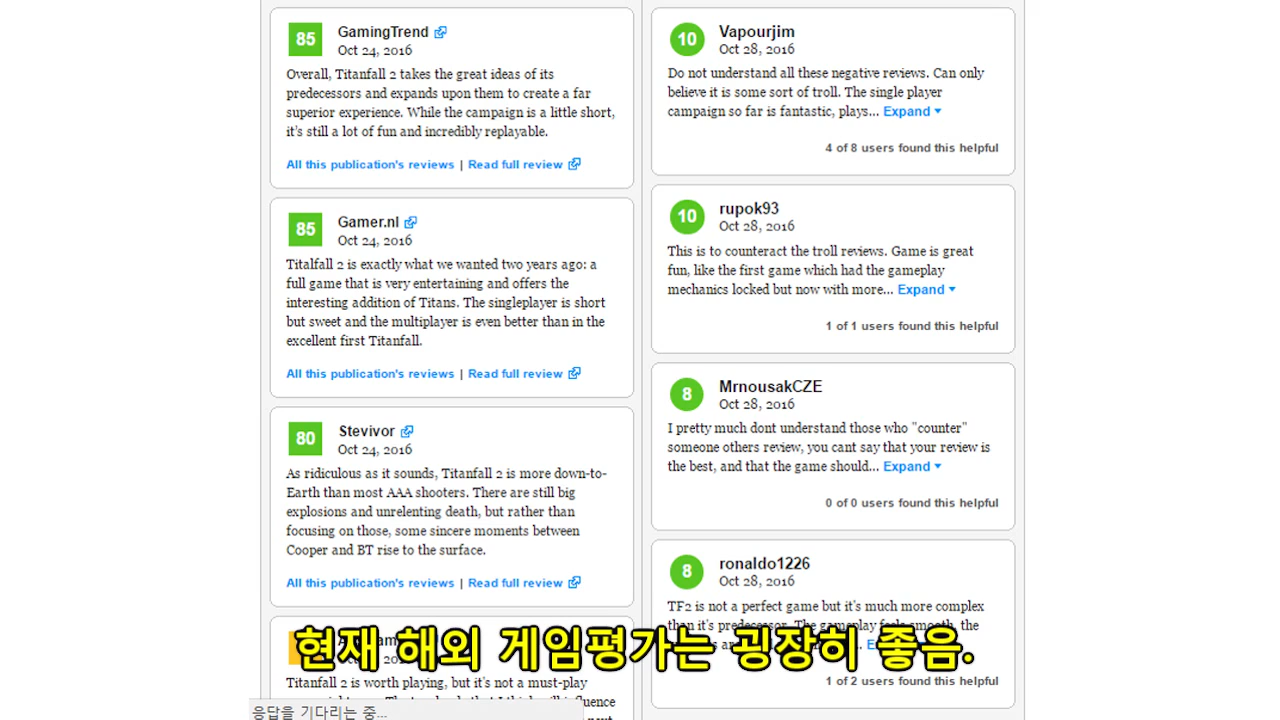 85
GamingTrend
Oct 24, 2016
Overall, Titanfall 2 takes the great ideas of its
predecessors and expands upon them to create a far
superior experience. While the campaign is a little short,
it's still a lot of fun and incredibly replayable.
All this publication's reviews | Read full review
85
Gamer.nl
Oct 24, 2016
Titalfall 2 is exactly what we wanted two years ago: a
full game that is very entertaining and offers the
interesting addition of Titans. The singleplayer is short
but sweet and the multiplayer is even better than in the
excellent first Titanfall.
All this publication's reviews | Read full review
80
Stevivor
Oct 24, 2016
As ridiculous as it sounds, Titanfall 2 is more down-to-
Earth than most AAA shooters. There are still big
explosions and unrelenting death, but rather than
focusing on those, some sincere moments between
Cooper and BT rise to the surface.
All this publication's reviews | Read full review
Titanfall 2 is worth playing, but it's not a must-play
10
Vapourjim
Oct 28, 2016
Do not understand all these negative reviews. Can only
believe it is some sort of troll. The single player
campaign so far is fantastic, plays... Expand
4 of 8 users found this helpful
10
rupok93
Oct 28, 2016
This is to counteract the troll reviews. Game is great
fun, like the first game which had the gameplay
mechanics locked but now with more... Expand
1 of 1 users found this helpful
8
MrnousakCZE
Oct 28, 2016
I pretty much dont understand those who "counter"
someone others review, you cant say that your review is
the best, and that the game should... Expand
0 of 0 users found this helpful
8
ronaldo1226
Oct 28, 2016
TF2 is not a perfect game but it's much more complex
than it's predecessor. The gameplay feels smooth, the
1 of 2 users found this helpful
현재 해외 게임평가는 굉장히 좋음.
응답을 기다리는 중...